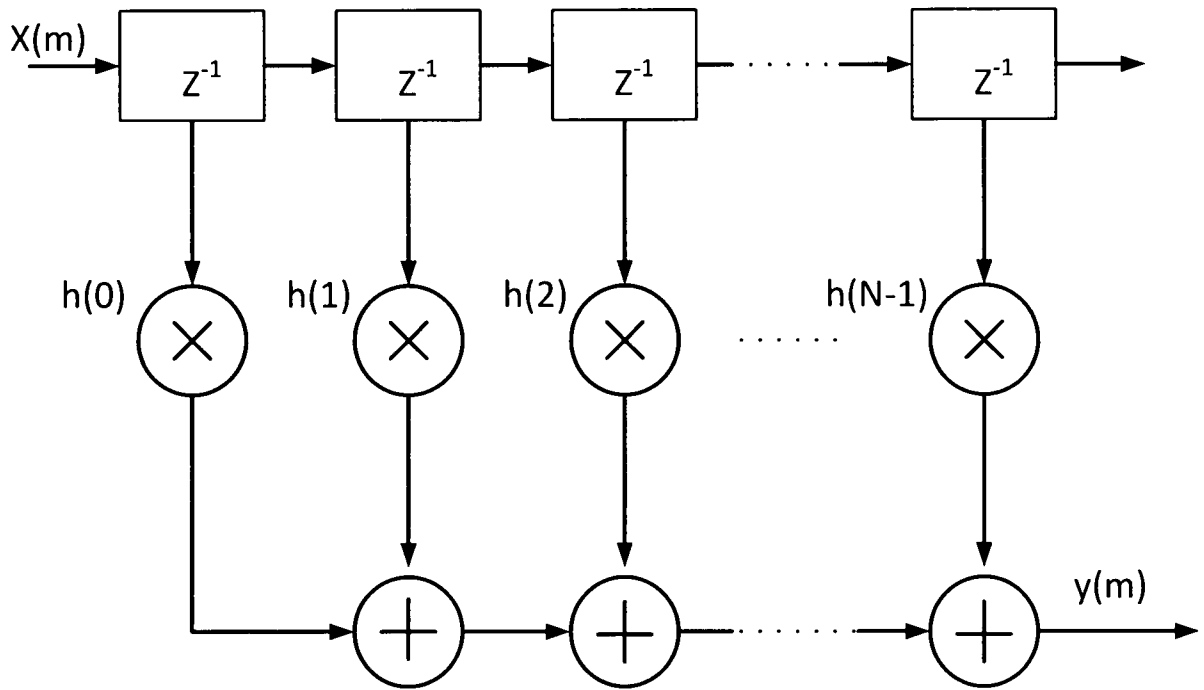 X(m)
Z⁻¹ Z⁻¹ Z⁻¹ · · · · · · Z⁻¹
h(0) h(1) h(2) · · · · · · h(N-1)
× × × ×
+ + + · · · · · · +
y(m)